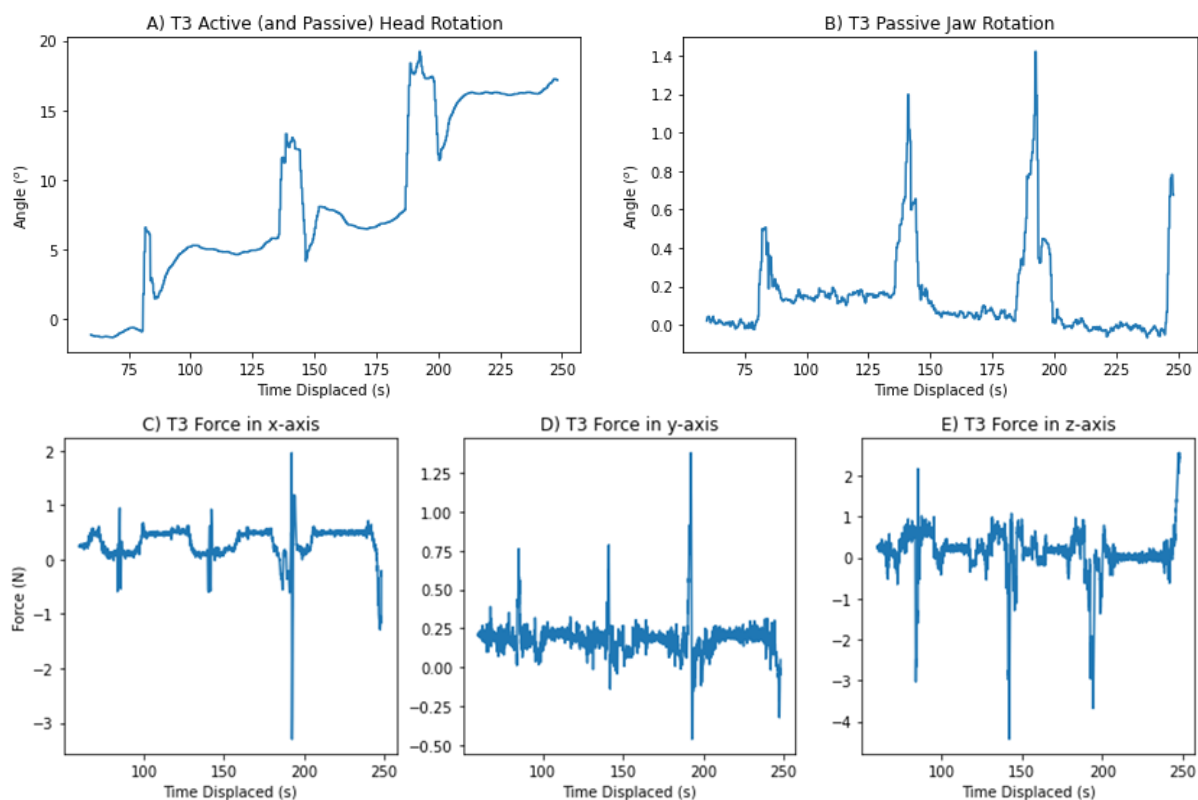 A) T3 Active (and Passive) Head Rotation
20
15
10
5
0
Angle (°)
75 100 125 150 175 200 225 250
Time Displaced (s)
B) T3 Passive Jaw Rotation
1.4
1.2
1.0
0.8
0.6
0.4
0.2
0.0
Angle (°)
75 100 125 150 175 200 225 250
Time Displaced (s)
C) T3 Force in x-axis
2
1
0
−1
−2
−3
Force (N)
100 150 200 250
Time Displaced (s)
D) T3 Force in y-axis
1.25
1.00
0.75
0.50
0.25
0.00
−0.25
−0.50
100 150 200 250
Time Displaced (s)
E) T3 Force in z-axis
2
1
0
−1
−2
−3
−4
100 150 200 250
Time Displaced (s)